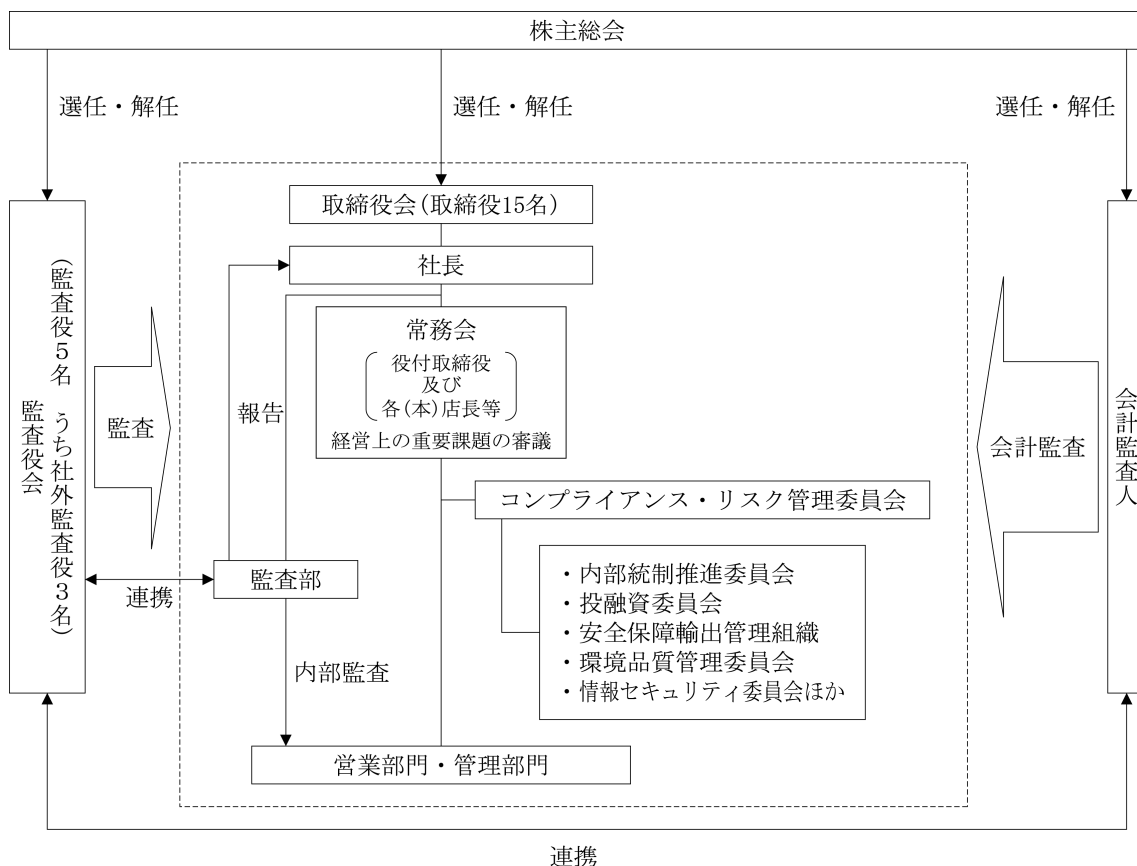 株主総会
選任・解任
選任・解任
選任・解任
取締役会(取締役15名)
社長
常務会
役付取締役
及び
各(本)店長等
経営上の重要課題の審議
報告
監査役会
(監査役5名　うち社外監査役3名)
監査
会計監査
会計監査人
コンプライアンス・リスク管理委員会
監査部
連携
・内部統制推進委員会
・投融資委員会
・安全保障輸出管理組織
・環境品質管理委員会
・情報セキュリティ委員会ほか
内部監査
営業部門・管理部門
連携